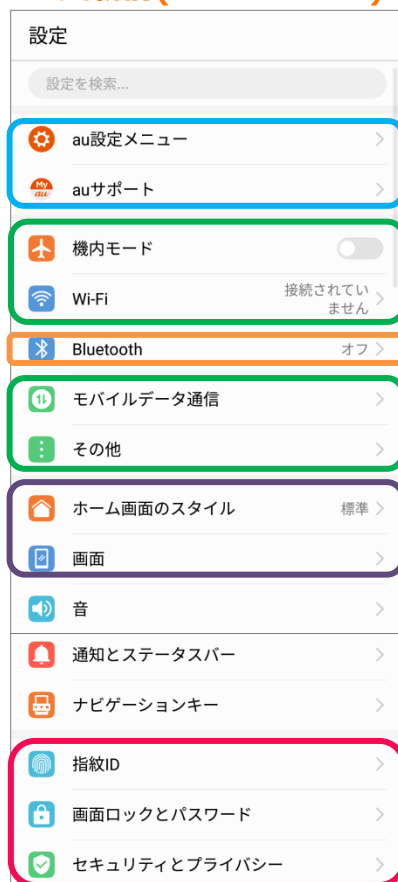 設定
設定を検索...
au設定メニュー
My
au
auサポート
機内モード
Wi-Fi
接続されてい
ません
Bluetooth
オフ
モバイルデータ通信
その他
ホーム画面のスタイル
標準
画面
音
通知とステータスバー
ナビゲーションキー
指紋ID
画面ロックとパスワード
セキュリティとプライバシー